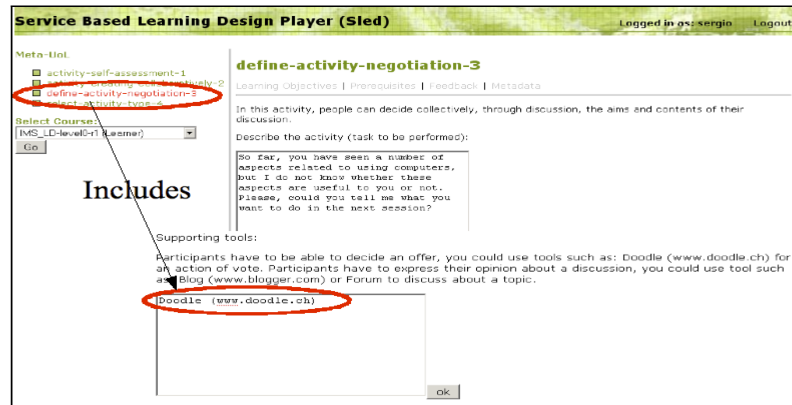 Service Based Learning Design Player (Sled)
Logged in as: sergio Logout
Meta-UoL
activity-self-assessment-1
define-activity-negotiation-3
select-activity-type-4
Select Course:
IMS_LD-level0-r1 (Learner)
Go
Includes
define-activity-negotiation-3
Learning Objectives | Prerequisites | Feedback | Metadata
In this activity, people can decide collectively, through discussion, the aims and contents of their
discussion.
Describe the activity (task to be performed):
So far, you have seen a number of
aspects related to using computers,
but I do not know whether these
aspects are useful to you or not.
Please, could you tell me what you
want to do in the next session?
Supporting tools:
Participants have to be able to decide an offer, you could use tools such as: Doodle (www.doodle.ch) for
an action of vote. Participants have to express their opinion about a discussion, you could use tool such
as: Blog (www.blogger.com) or Forum to discuss about a topic.
Doodle (www.doodle.ch)
ok